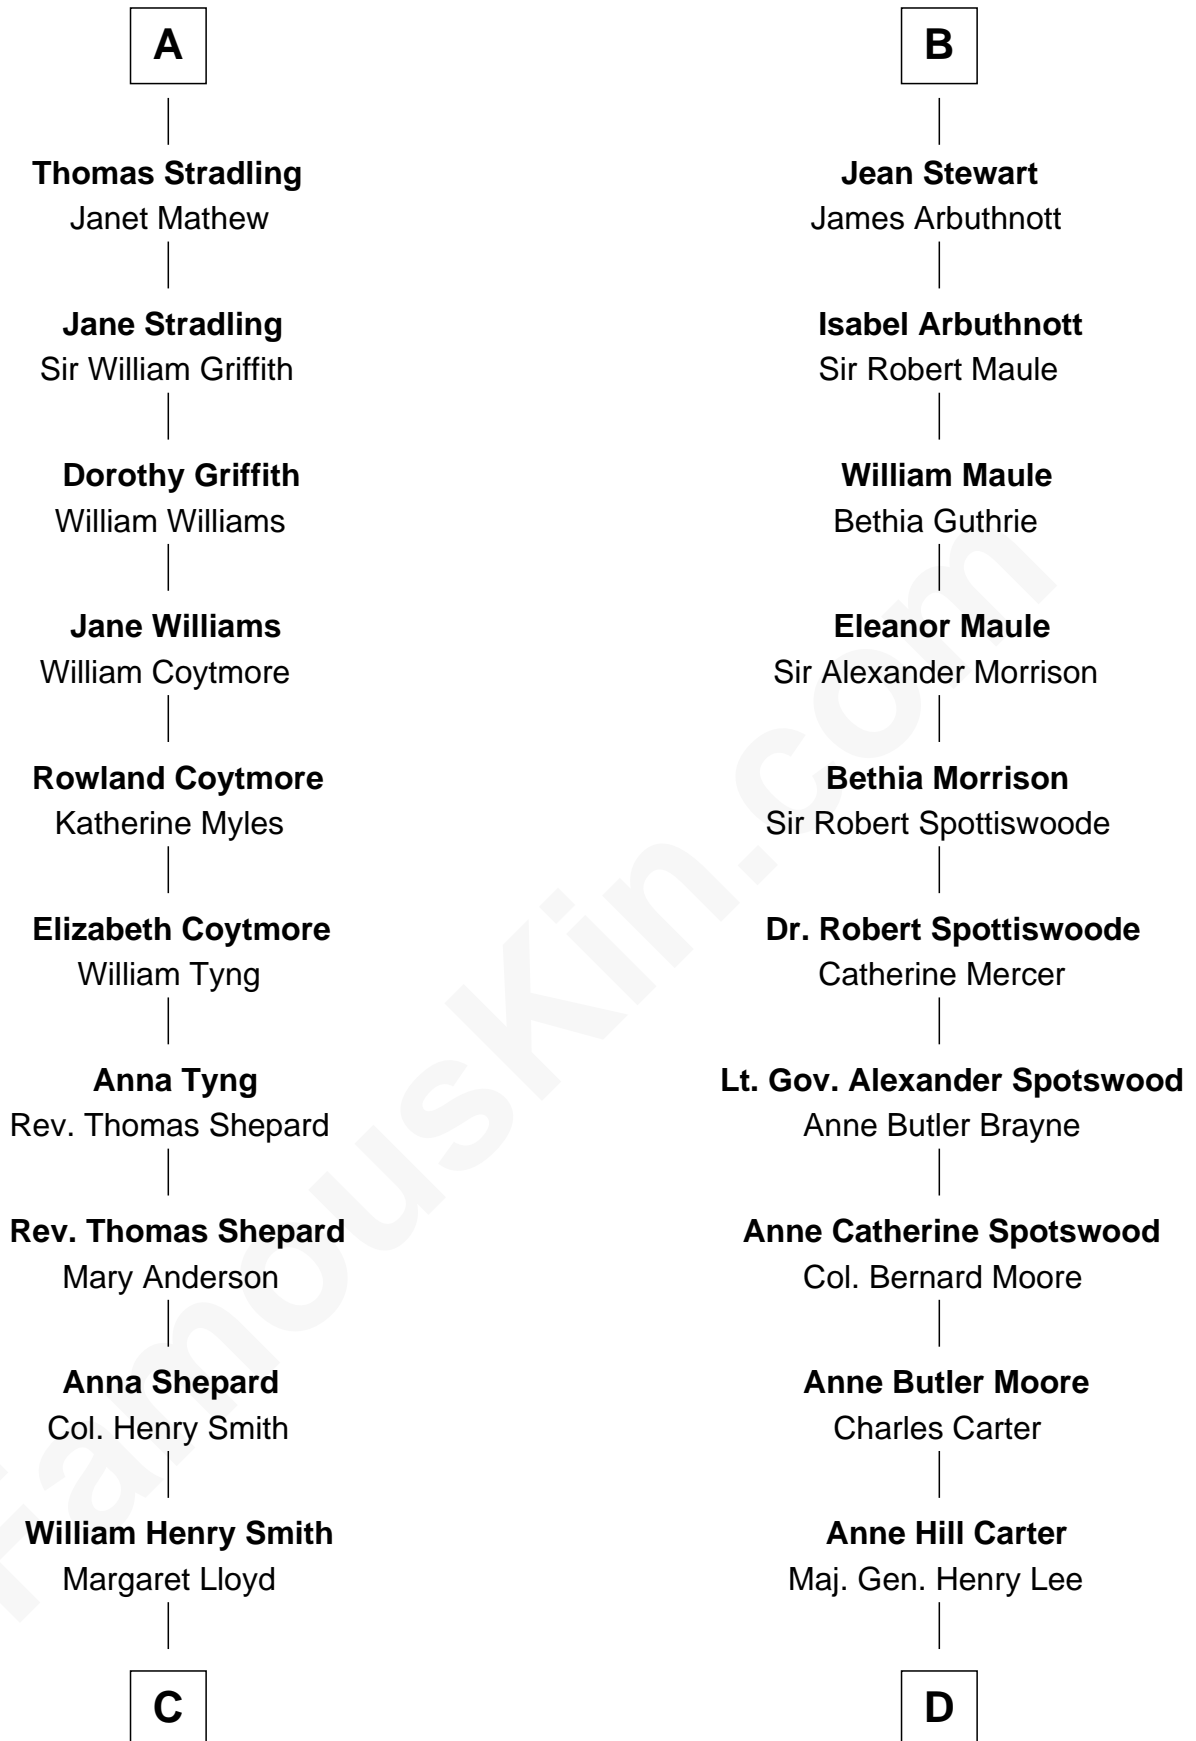 A
Thomas Stradling
Janet Mathew
Jane Stradling
Sir William Griffith
Dorothy Griffith
William Williams
Jane Williams
William Coytmore
Rowland Coytmore
Katherine Myles
Elizabeth Coytmore
William Tyng
Anna Tyng
Rev. Thomas Shepard
Rev. Thomas Shepard
Mary Anderson
Anna Shepard
Col. Henry Smith
William Henry Smith
Margaret Lloyd
C
B
Jean Stewart
James Arbuthnott
Isabel Arbuthnott
Sir Robert Maule
William Maule
Bethia Guthrie
Eleanor Maule
Sir Alexander Morrison
Bethia Morrison
Sir Robert Spottiswoode
Dr. Robert Spottiswoode
Catherine Mercer
Lt. Gov. Alexander Spotswood
Anne Butler Brayne
Anne Catherine Spotswood
Col. Bernard Moore
Anne Butler Moore
Charles Carter
Anne Hill Carter
Maj. Gen. Henry Lee
D
FamousKin.com